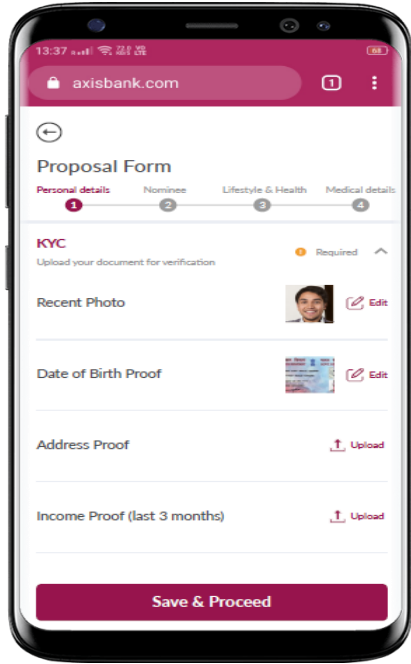 13:37
68
axisbank.com
1
Proposal Form
Personal details Nominee Lifestyle & Health Medical details
1 2 3 4
KYC
Required
Upload your document for verification
Recent Photo
Edit
Date of Birth Proof
Edit
Address Proof
Upload
Income Proof (last 3 months)
Upload
Save & Proceed